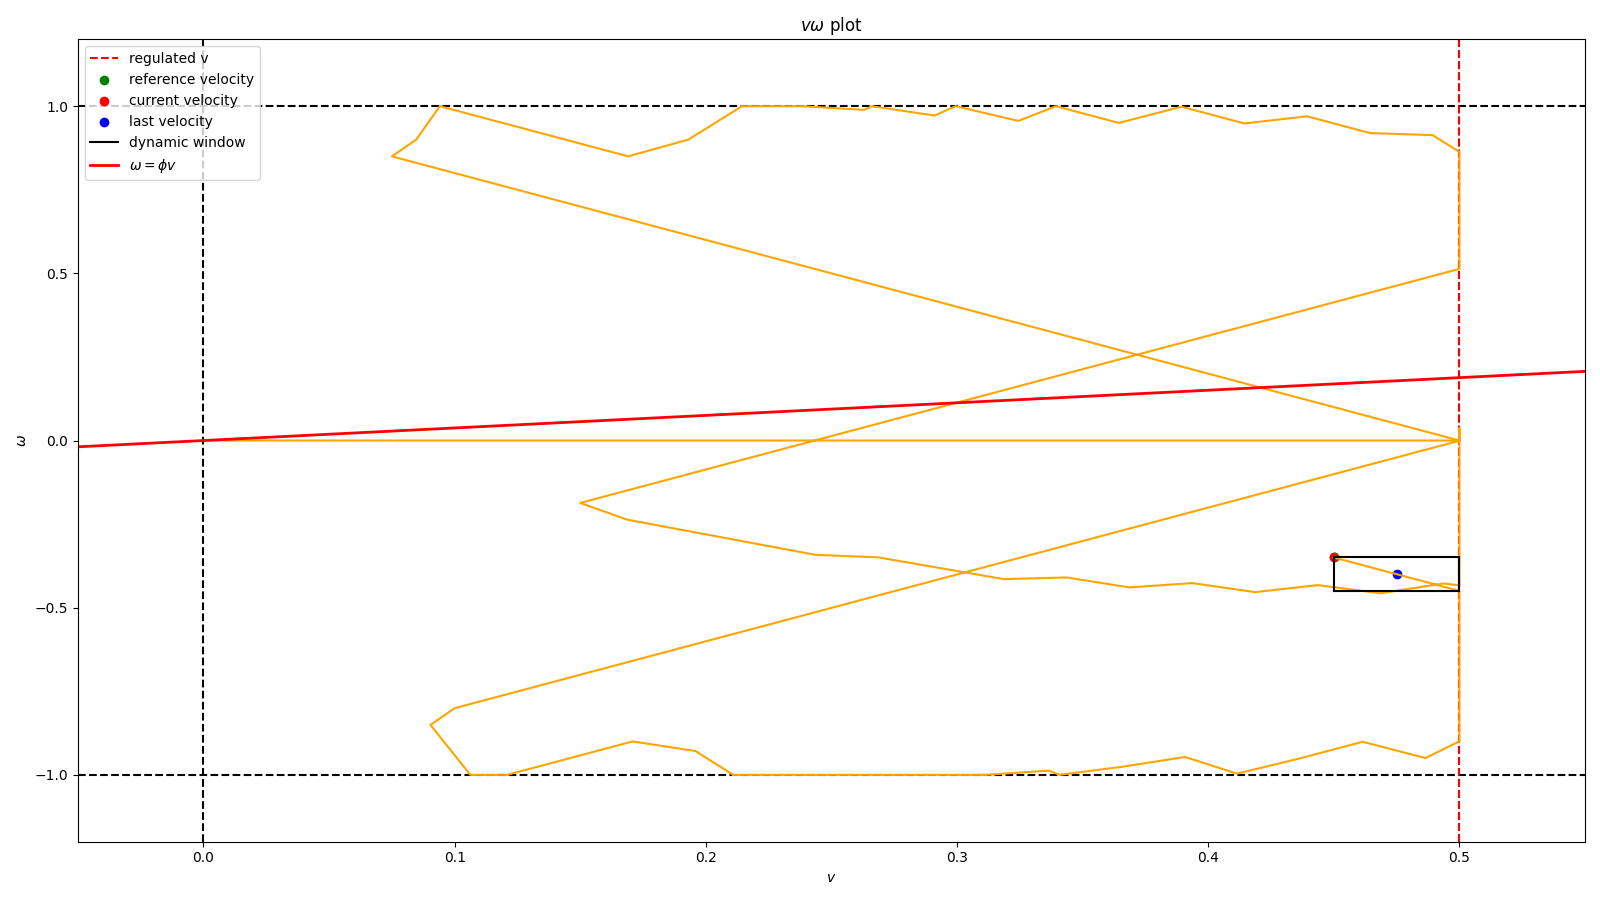 vω plot
regulated v
reference velocity
current velocity
last velocity
dynamic window
ω = ϕv
1.0
0.5
0.0
−0.5
−1.0
ω
0.0 0.1 0.2 0.3 0.4 0.5
v